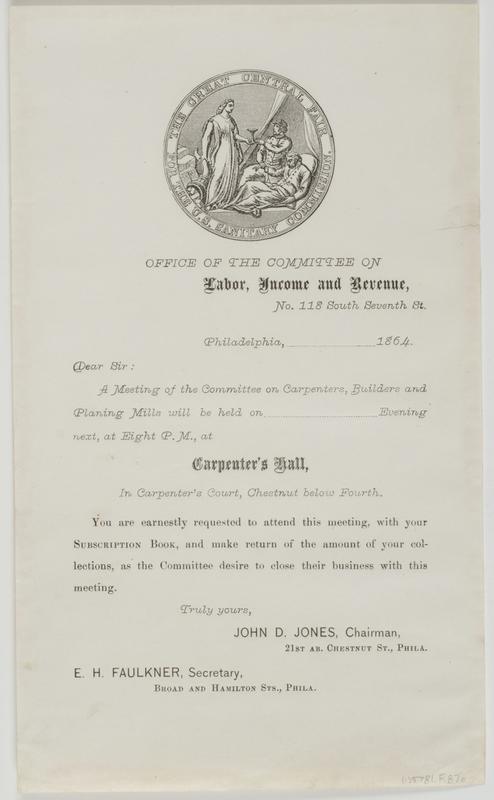 THE GREAT CENTRAL FAIR
FOR THE U.S. SANITARY COMMISSION.
OFFICE OF THE COMMITTEE ON
Labor, Income and Revenue,
No. 118 South Seventh St.
Philadelphia, 1864.
Dear Sir:
A Meeting of the Committee on Carpenters, Builders and
Planing Mills will be held on Evening
next, at Eight P. M., at
Carpenter's Hall,
In Carpenter's Court, Chestnut below Fourth.
You are earnestly requested to attend this meeting, with your
SUBSCRIPTION BOOK, and make return of the amount of your col-
lections, as the Committee desire to close their business with this
meeting.
Truly yours,
JOHN D. JONES, Chairman,
21ST AB. CHESTNUT ST., PHILA.
E. H. FAULKNER, Secretary,
BROAD AND HAMILTON STS., PHILA.